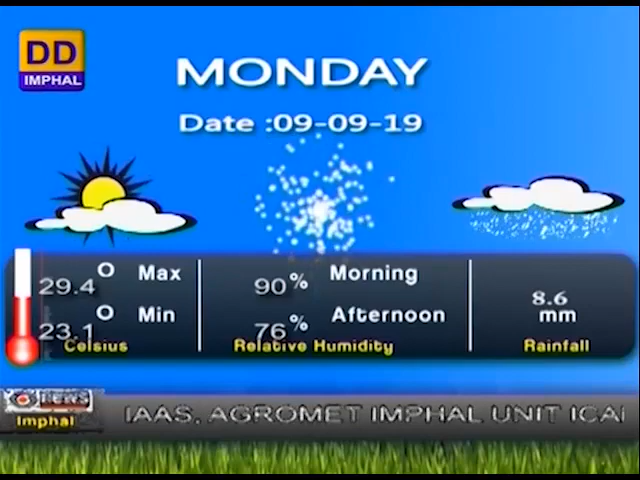 DD
IMPHAL
MONDAY
Date :09-09-19
29.4 O Max
23.1 O Min
Celsius
90% Morning
76% Afternoon
Relative Humidity
8.6
mm
Rainfall
NEWS
Imphal
IAAS, AGROMET IMPHAL UNIT ICAR